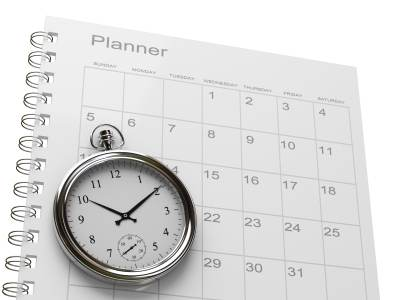 Planner
SUNDAY MONDAY TUESDAY WEDNESDAY THURSDAY FRIDAY SATURDAY
1 2 3 4
5 6 7 8 9 10 11
15 16 17 18
22 23 24 25
29 30 31
12 1 2 3 4 5 7 8 9 10 11